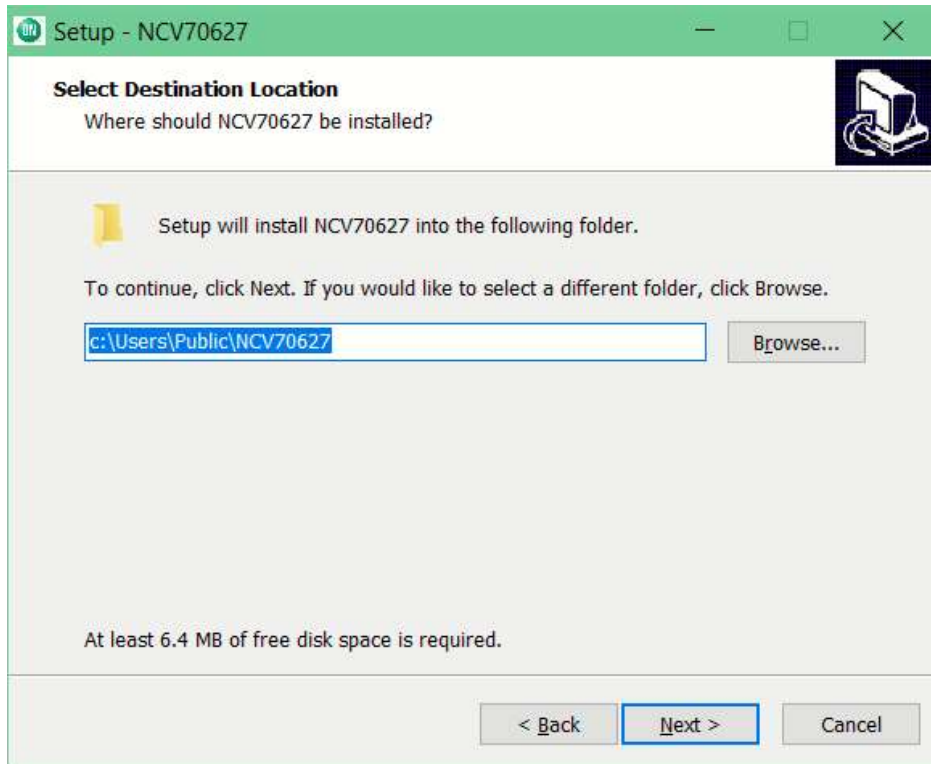 ON
Setup - NCV70627
Select Destination Location
Where should NCV70627 be installed?
Setup will install NCV70627 into the following folder.
To continue, click Next. If you would like to select a different folder, click Browse.
c:\Users\Public\NCV70627
Browse...
At least 6.4 MB of free disk space is required.
< Back
Next >
Cancel